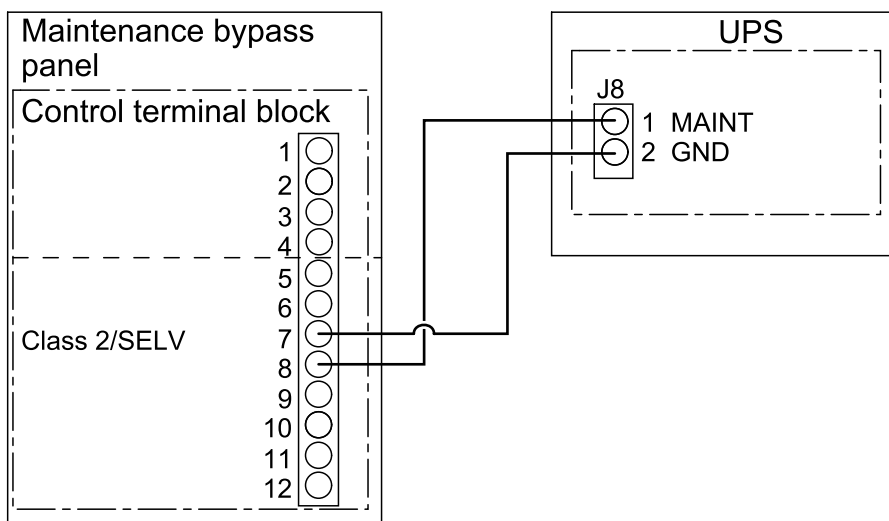 Maintenance bypass
panel
Control terminal block
1
2
3
4
5
6
Class 2/SELV
7
8
9
10
11
12
UPS
J8
1 MAINT
2 GND